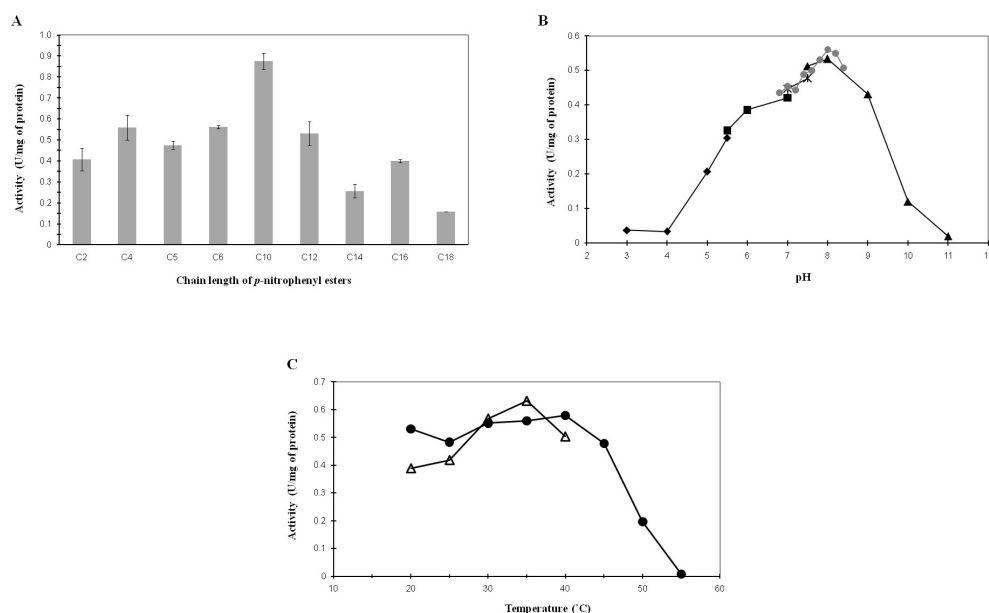 A
Activity (U/mg of protein)
1.0
0.9
0.8
0.7
0.6
0.5
0.4
0.3
0.2
0.1
0
C2 C4 C5 C6 C10 C12 C14 C16 C18
Chain length of p-nitrophenyl esters
B
Activity (U/mg of protein)
0.6
0.5
0.4
0.3
0.2
0.1
0
2 3 4 5 6 7 8 9 10 11 1
pH
C
Activity (U/mg of protein)
0.7
0.6
0.5
0.4
0.3
0.2
0.1
0
10 20 30 40 50 60
Temperature (˚C)